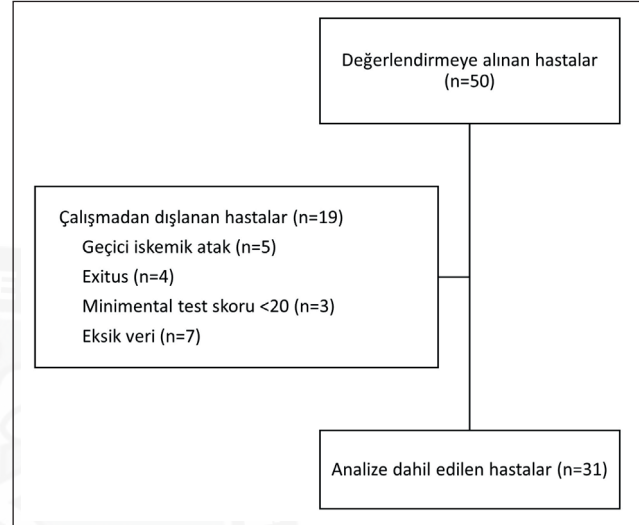 Değerlendirmeye alınan hastalar
(n=50)
Çalışmadan dışlanan hastalar (n=19)
Geçici iskemik atak (n=5)
Exitus (n=4)
Minimental test skoru <20 (n=3)
Eksik veri (n=7)
Analize dahil edilen hastalar (n=31)